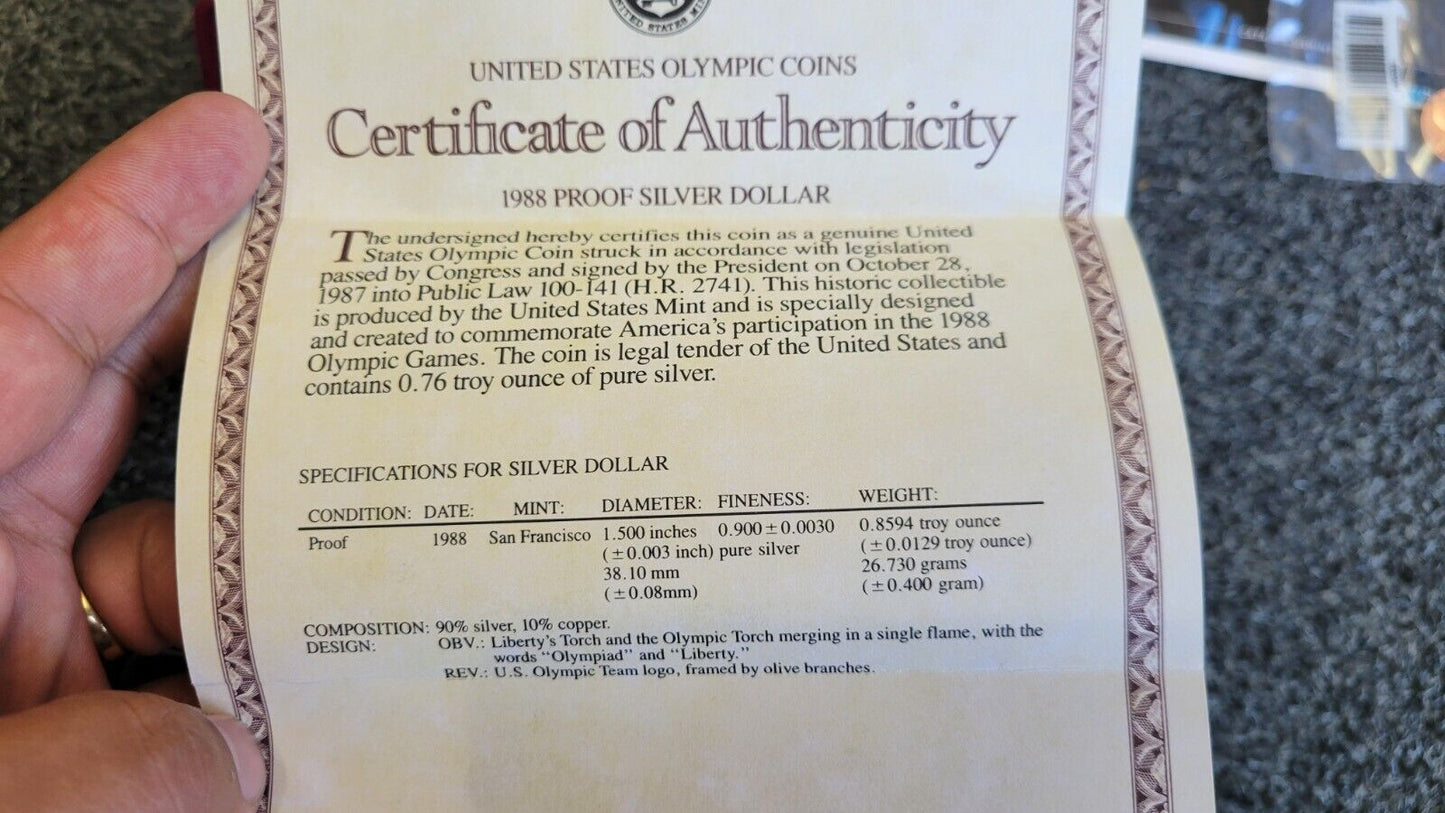 UNITED STATES MINT
UNITED STATES OLYMPIC COINS
Certificate of Authenticity
1988 PROOF SILVER DOLLAR
The undersigned hereby certifies this coin as a genuine United
States Olympic Coin struck in accordance with legislation
passed by Congress and signed by the President on October 28,
1987 into Public Law 100-141 (H.R. 2741). This historic collectible
is produced by the United States Mint and is specially designed
and created to commemorate America's participation in the 1988
Olympic Games. The coin is legal tender of the United States and
contains 0.76 troy ounce of pure silver.
SPECIFICATIONS FOR SILVER DOLLAR
CONDITION: DATE: MINT: DIAMETER: FINENESS: WEIGHT:
Proof 1988 San Francisco 1.500 inches 0.900 ± 0.0030 0.8594 troy ounce
(±0.003 inch) pure silver (±0.0129 troy ounce)
38.10 mm 26.730 grams
(±0.08mm) (±0.400 gram)
COMPOSITION: 90% silver, 10% copper.
DESIGN: OBV.: Liberty's Torch and the Olympic Torch merging in a single flame, with the
words "Olympiad" and "Liberty."
REV.: U.S. Olympic Team logo, framed by olive branches.